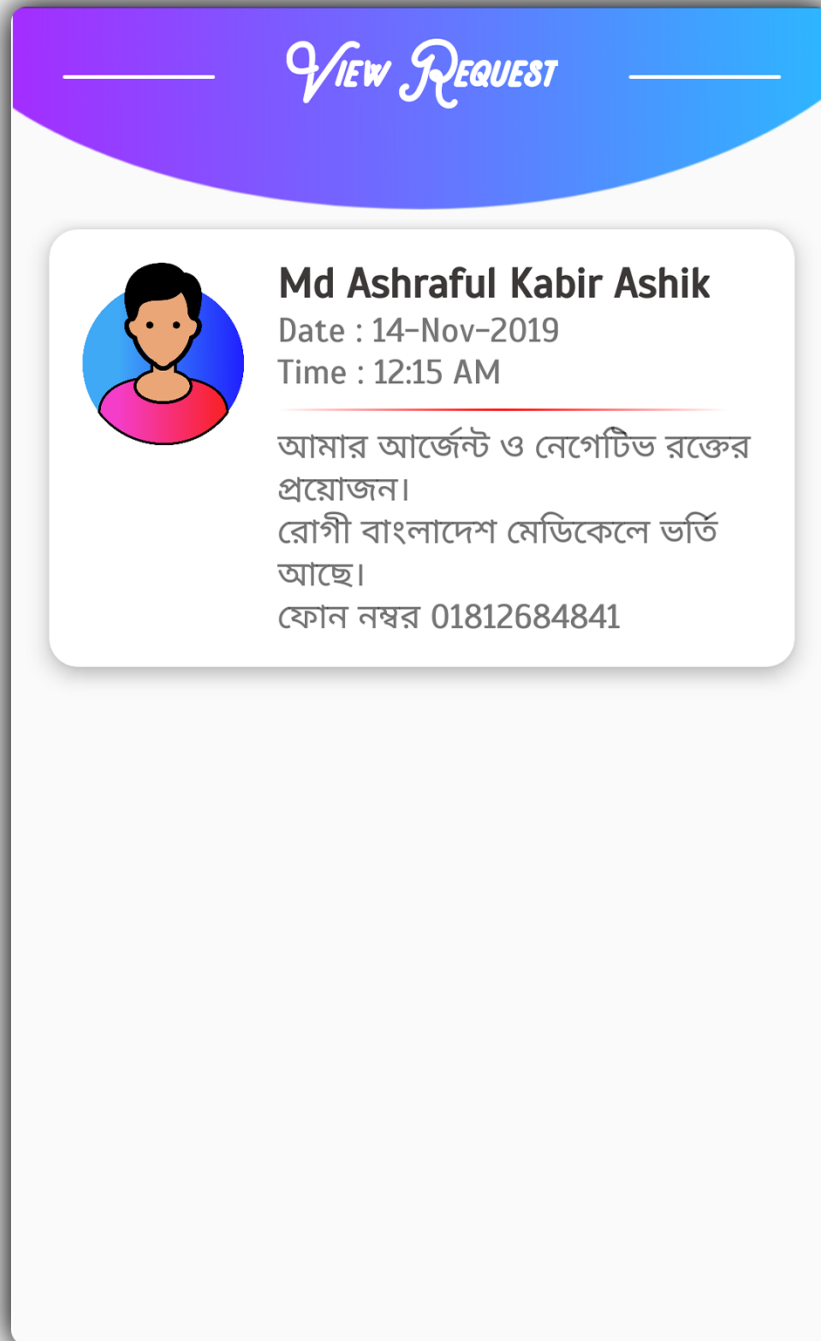 View Request
Md Ashraful Kabir Ashik
Date : 14-Nov-2019
Time : 12:15 AM
আমার আর্জেন্ট ও নেগেটিভ রক্তের
প্রয়োজন।
রোগী বাংলাদেশ মেডিকেলে ভর্তি
আছে।
ফোন নম্বর 01812684841